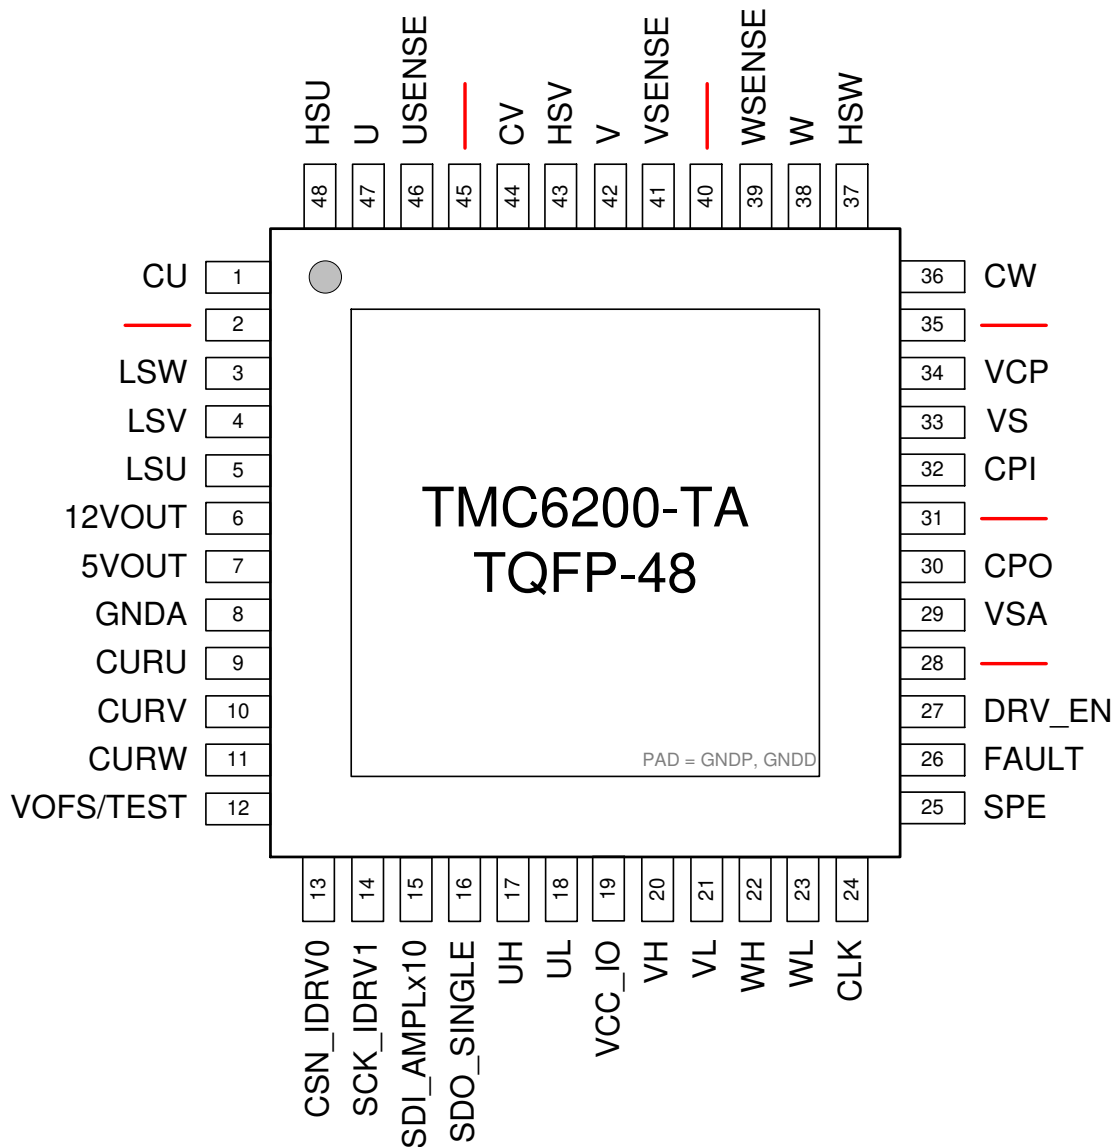 HSU
U
USENSE
CV
HSV
V
VSENSE
WSENSE
W
HSW
48
47
46
45
44
43
42
41
40
39
38
37
CU 1
2
LSW 3
LSV 4
LSU 5
12VOUT 6
5VOUT 7
GNDA 8
CURU 9
CURV 10
CURW 11
VOFS/TEST 12
TMC6200-TA
TQFP-48
PAD = GNDP, GNDD
36 CW
35
34 VCP
33 VS
32 CPI
31
30 CPO
29 VSA
28
27 DRV_EN
26 FAULT
25 SPE
13
14
15
16
17
18
19
20
21
22
23
24
CSN_IDRV0
SCK_IDRV1
SDI_AMPLx10
SDO_SINGLE
UH
UL
VCC_IO
VH
VL
WH
WL
CLK